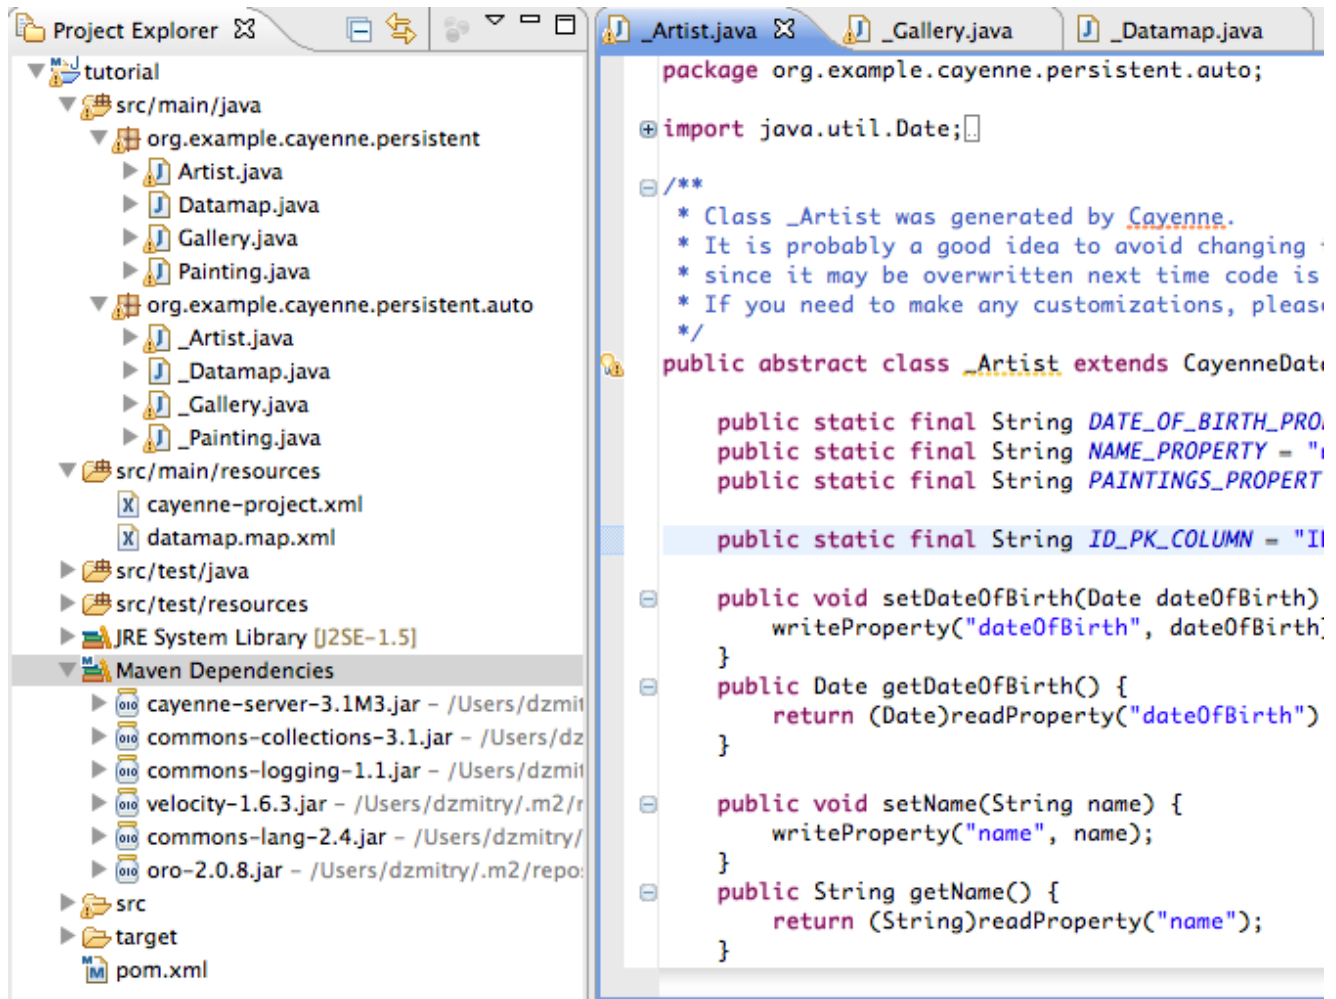 Project Explorer
tutorial
src/main/java
org.example.cayenne.persistent
Artist.java
Datamap.java
Gallery.java
Painting.java
org.example.cayenne.persistent.auto
_Artist.java
_Datamap.java
_Gallery.java
_Painting.java
src/main/resources
cayenne-project.xml
datamap.map.xml
src/test/java
src/test/resources
JRE System Library [J2SE-1.5]
Maven Dependencies
cayenne-server-3.1M3.jar - /Users/dzmit
commons-collections-3.1.jar - /Users/dz
commons-logging-1.1.jar - /Users/dzmit
velocity-1.6.3.jar - /Users/dzmitry/.m2/r
commons-lang-2.4.jar - /Users/dzmitry/
oro-2.0.8.jar - /Users/dzmitry/.m2/repo
src
target
pom.xml
_Artist.java _Gallery.java _Datamap.java
package org.example.cayenne.persistent.auto;
import java.util.Date;
/**
* Class _Artist was generated by Cayenne.
* It is probably a good idea to avoid changing
* since it may be overwritten next time code is
* If you need to make any customizations, please
*/
public abstract class _Artist extends CayenneData
public static final String DATE_OF_BIRTH_PRO
public static final String NAME_PROPERTY = "
public static final String PAINTINGS_PROPERT
public static final String ID_PK_COLUMN = "I
public void setDateOfBirth(Date dateOfBirth)
writeProperty("dateOfBirth", dateOfBirth)
}
public Date getDateOfBirth() {
return (Date)readProperty("dateOfBirth")
}
public void setName(String name) {
writeProperty("name", name);
}
public String getName() {
return (String)readProperty("name");
}